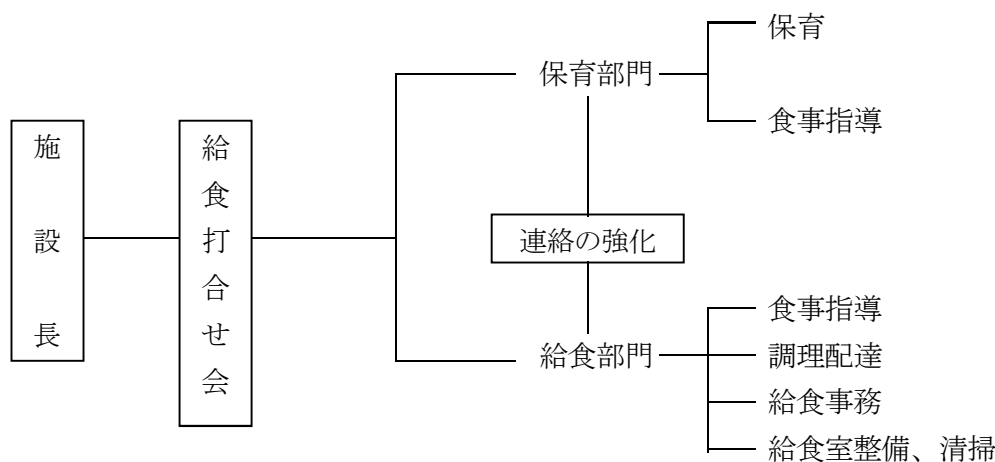 施設長
給食打合せ会
保育部門
保育
食事指導
連絡の強化
給食部門
食事指導
調理配達
給食事務
給食室整備、清掃